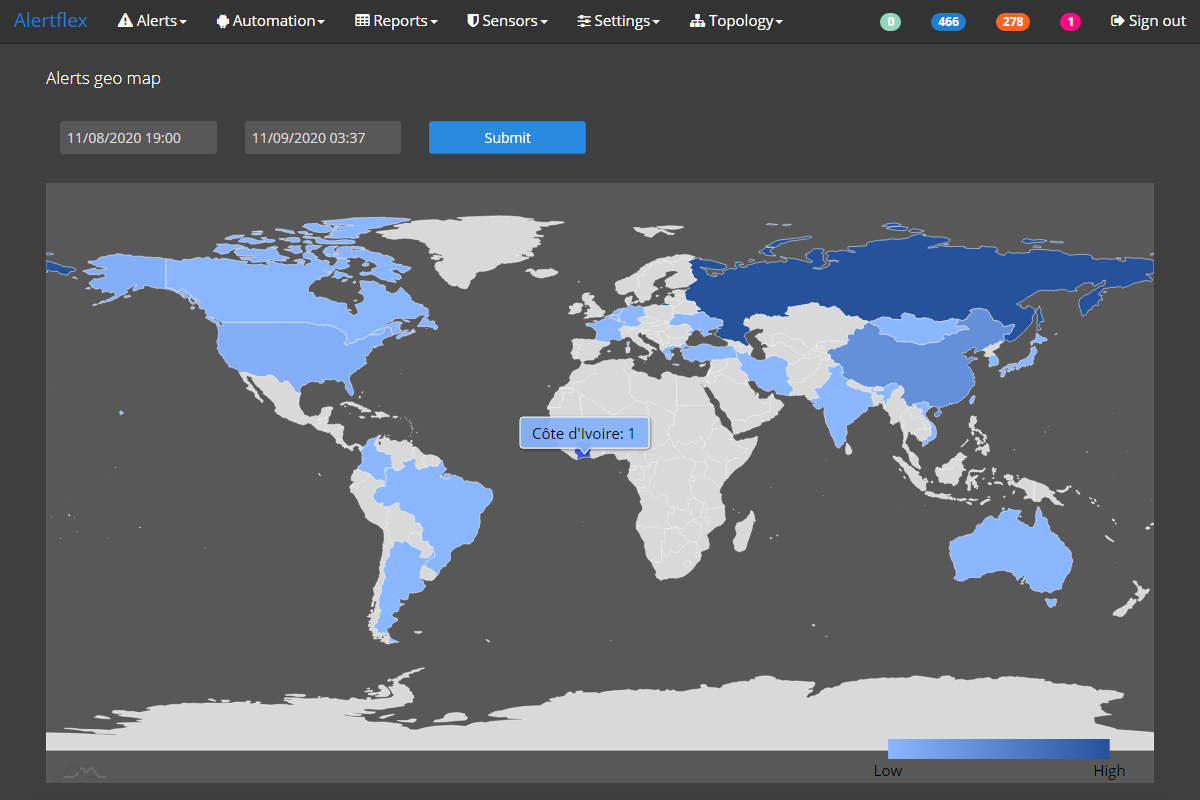 Alertflex Alerts Automation Reports Sensors Settings Topology 0 466 278 1 Sign out
Alerts geo map
11/08/2020 19:00 11/09/2020 03:37 Submit
Côte d'Ivoire: 1
Low High